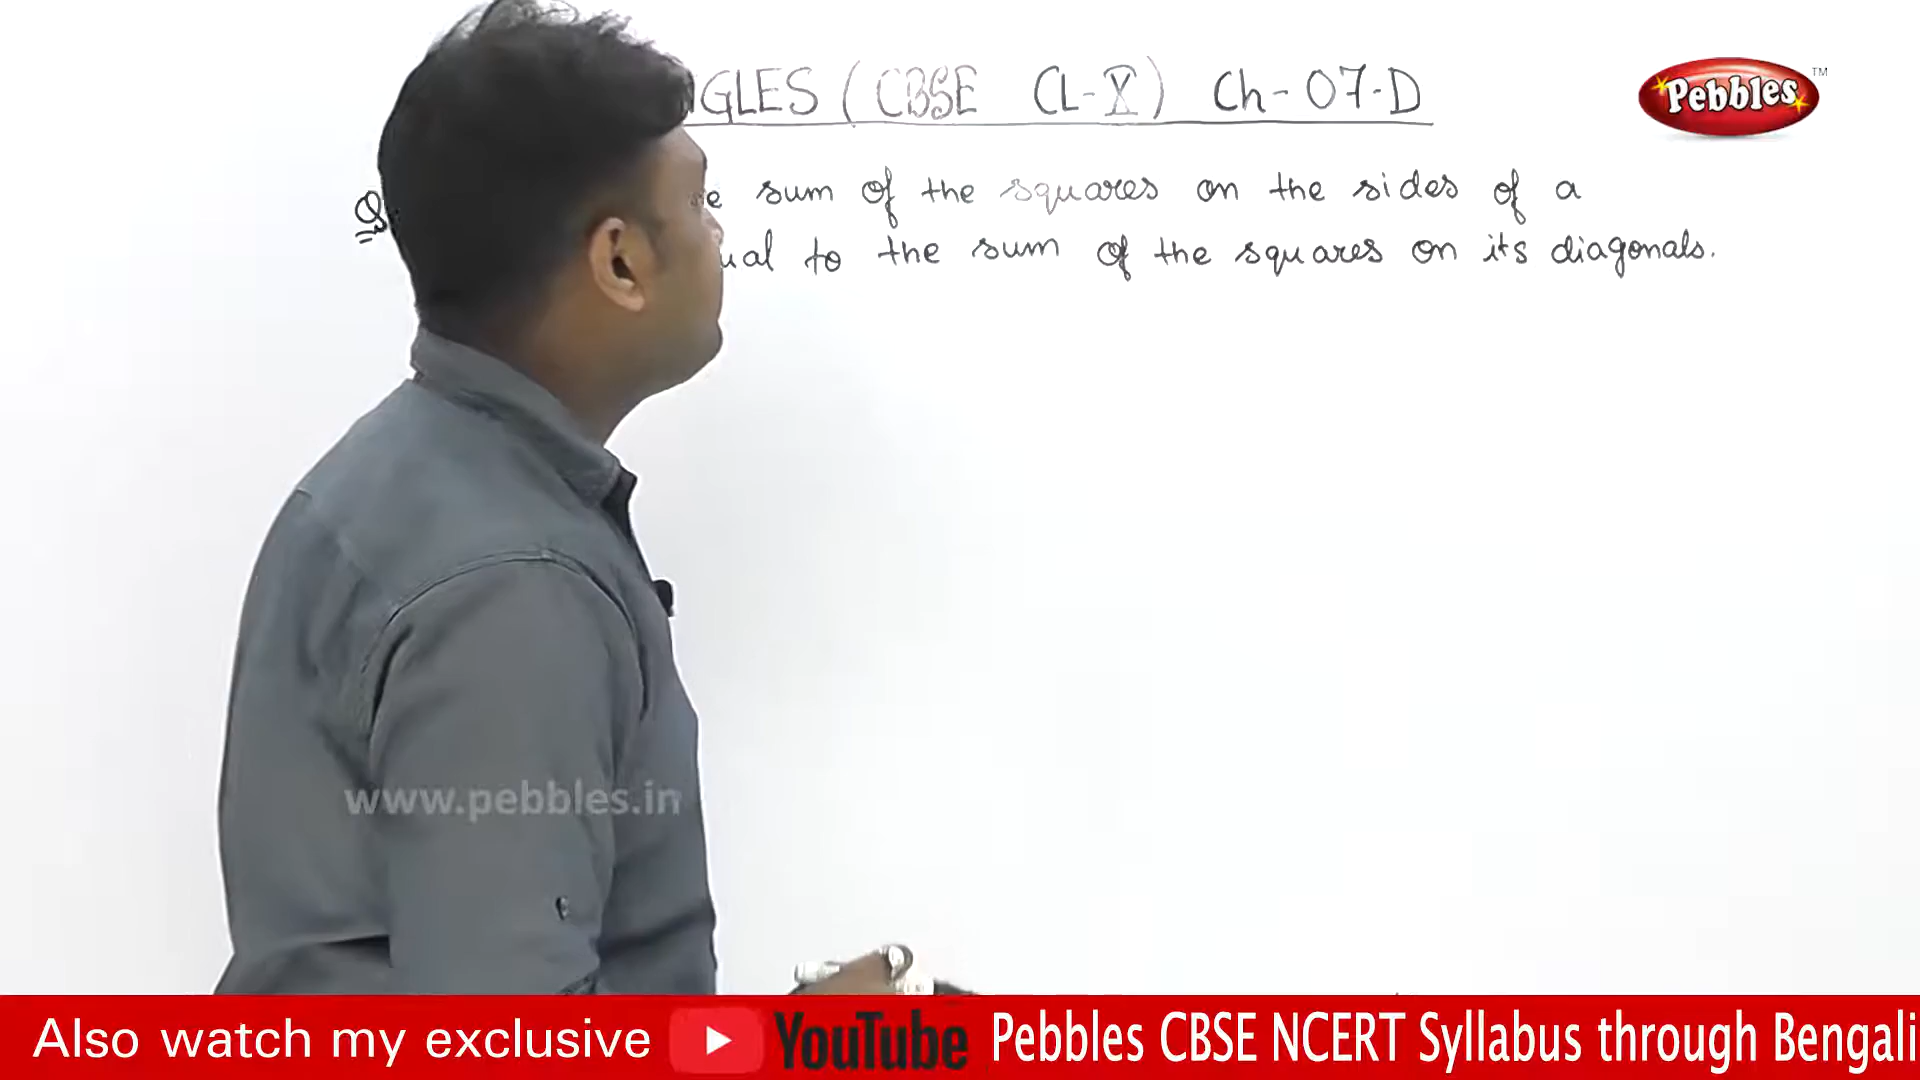 GLES (CBSE CL-X) Ch-07-D
Pebbles TM
Q. sum of the squares on the sides of a
to the sum of the squares on its diagonals.
www.pebbles.in
Also watch my exclusive YouTube Pebbles CBSE NCERT Syllabus through Bengali